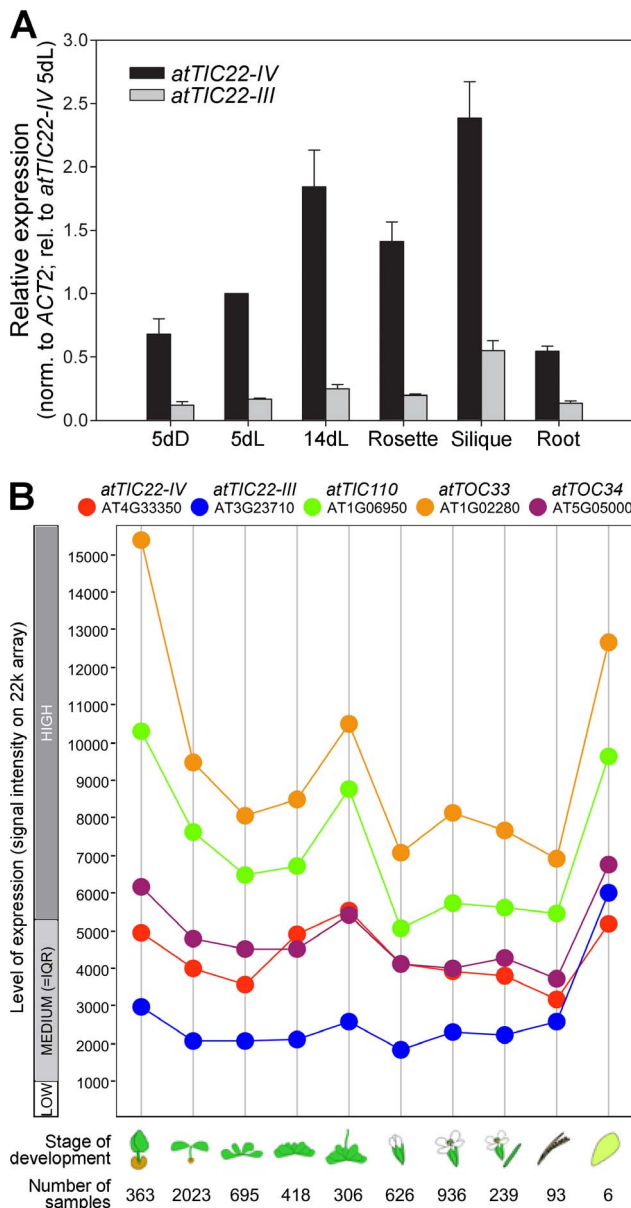 A
Relative expression
(norm. to ACT2; rel. to atTIC22-IV 5dL)
3.0
2.5
2.0
1.5
1.0
0.5
0.0
atTIC22-IV
atTIC22-III
5dD 5dL 14dL Rosette Silique Root
B
atTIC22-IV atTIC22-III atTIC110 atTOC33 atTOC34
AT4G33350 AT3G23710 AT1G06950 AT1G02280 AT5G05000
Level of expression (signal intensity on 22k array)
HIGH
MEDIUM (=IQR)
LOW
15000
14000
13000
12000
11000
10000
9000
8000
7000
6000
5000
4000
3000
2000
1000
Stage of
development
Number of
samples
363 2023 695 418 306 626 936 239 93 6